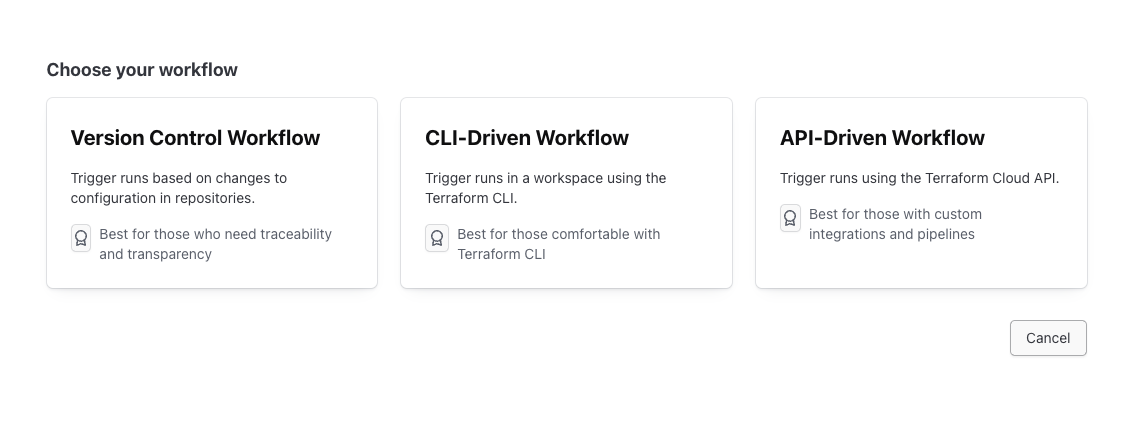 Choose your workflow
Version Control Workflow
Trigger runs based on changes to
configuration in repositories.
Best for those who need traceability
and transparency
CLI-Driven Workflow
Trigger runs in a workspace using the
Terraform CLI.
Best for those comfortable with
Terraform CLI
API-Driven Workflow
Trigger runs using the Terraform Cloud API.
Best for those with custom
integrations and pipelines
Cancel